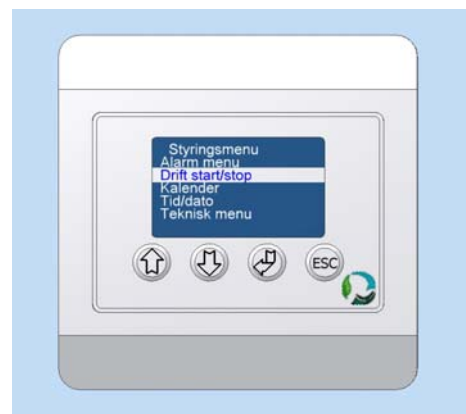 Styringsmenu
Alarm menu
Drift start/stop
Kalender
Tid/dato
Teknisk menu
ESC